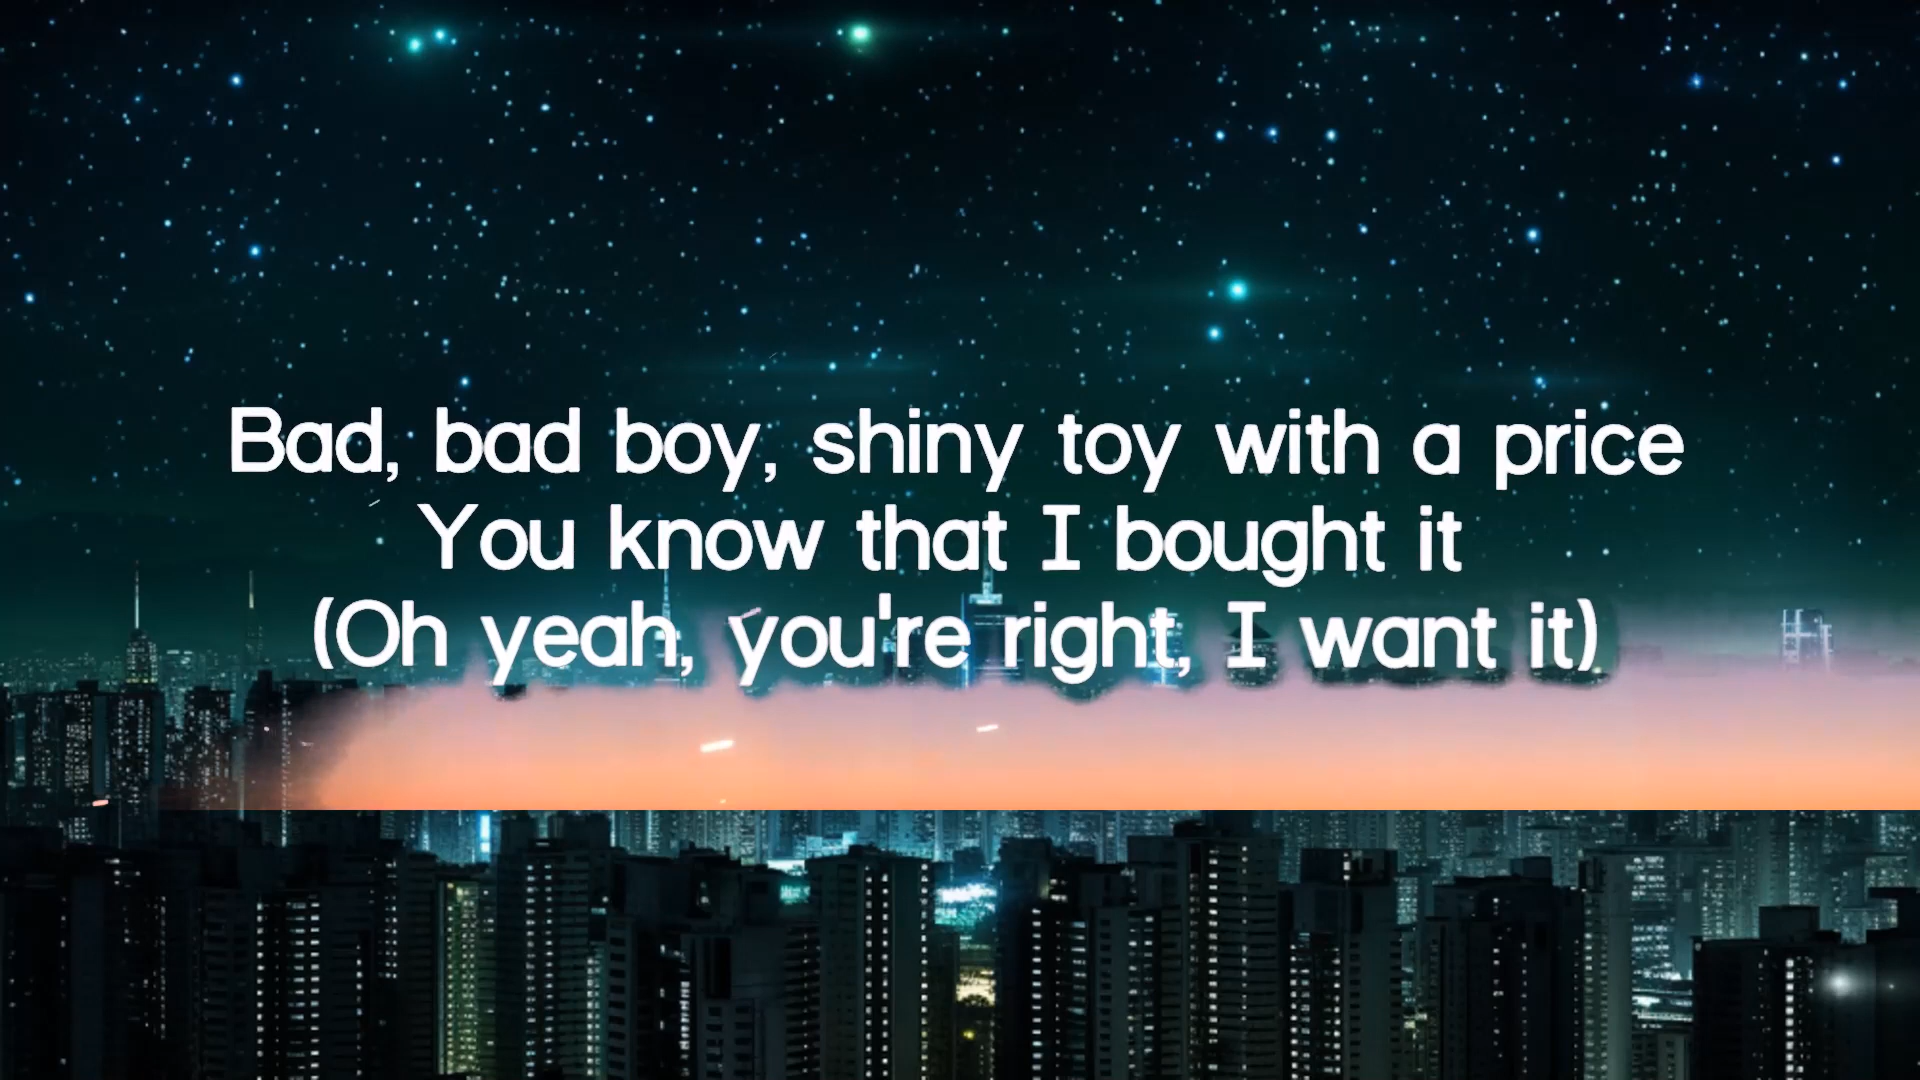 Bad, bad boy, shiny toy with a price
You know that I bought it
(Oh yeah, you're right, I want it)